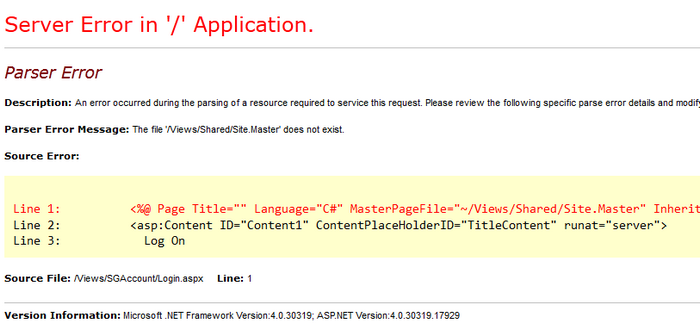 Server Error in '/' Application.
Parser Error
Description: An error occurred during the parsing of a resource required to service this request. Please review the following specific parse error details and modify
Parser Error Message: The file '/Views/Shared/Site.Master' does not exist.
Source Error:
Line 1: <%@ Page Title="" Language="C#" MasterPageFile="~/Views/Shared/Site.Master" Inherit
Line 2: <asp:Content ID="Content1" ContentPlaceHolderID="TitleContent" runat="server">
Line 3: Log On
Source File: /Views/SGAccount/Login.aspx Line: 1
Version Information: Microsoft .NET Framework Version:4.0.30319; ASP.NET Version:4.0.30319.17929